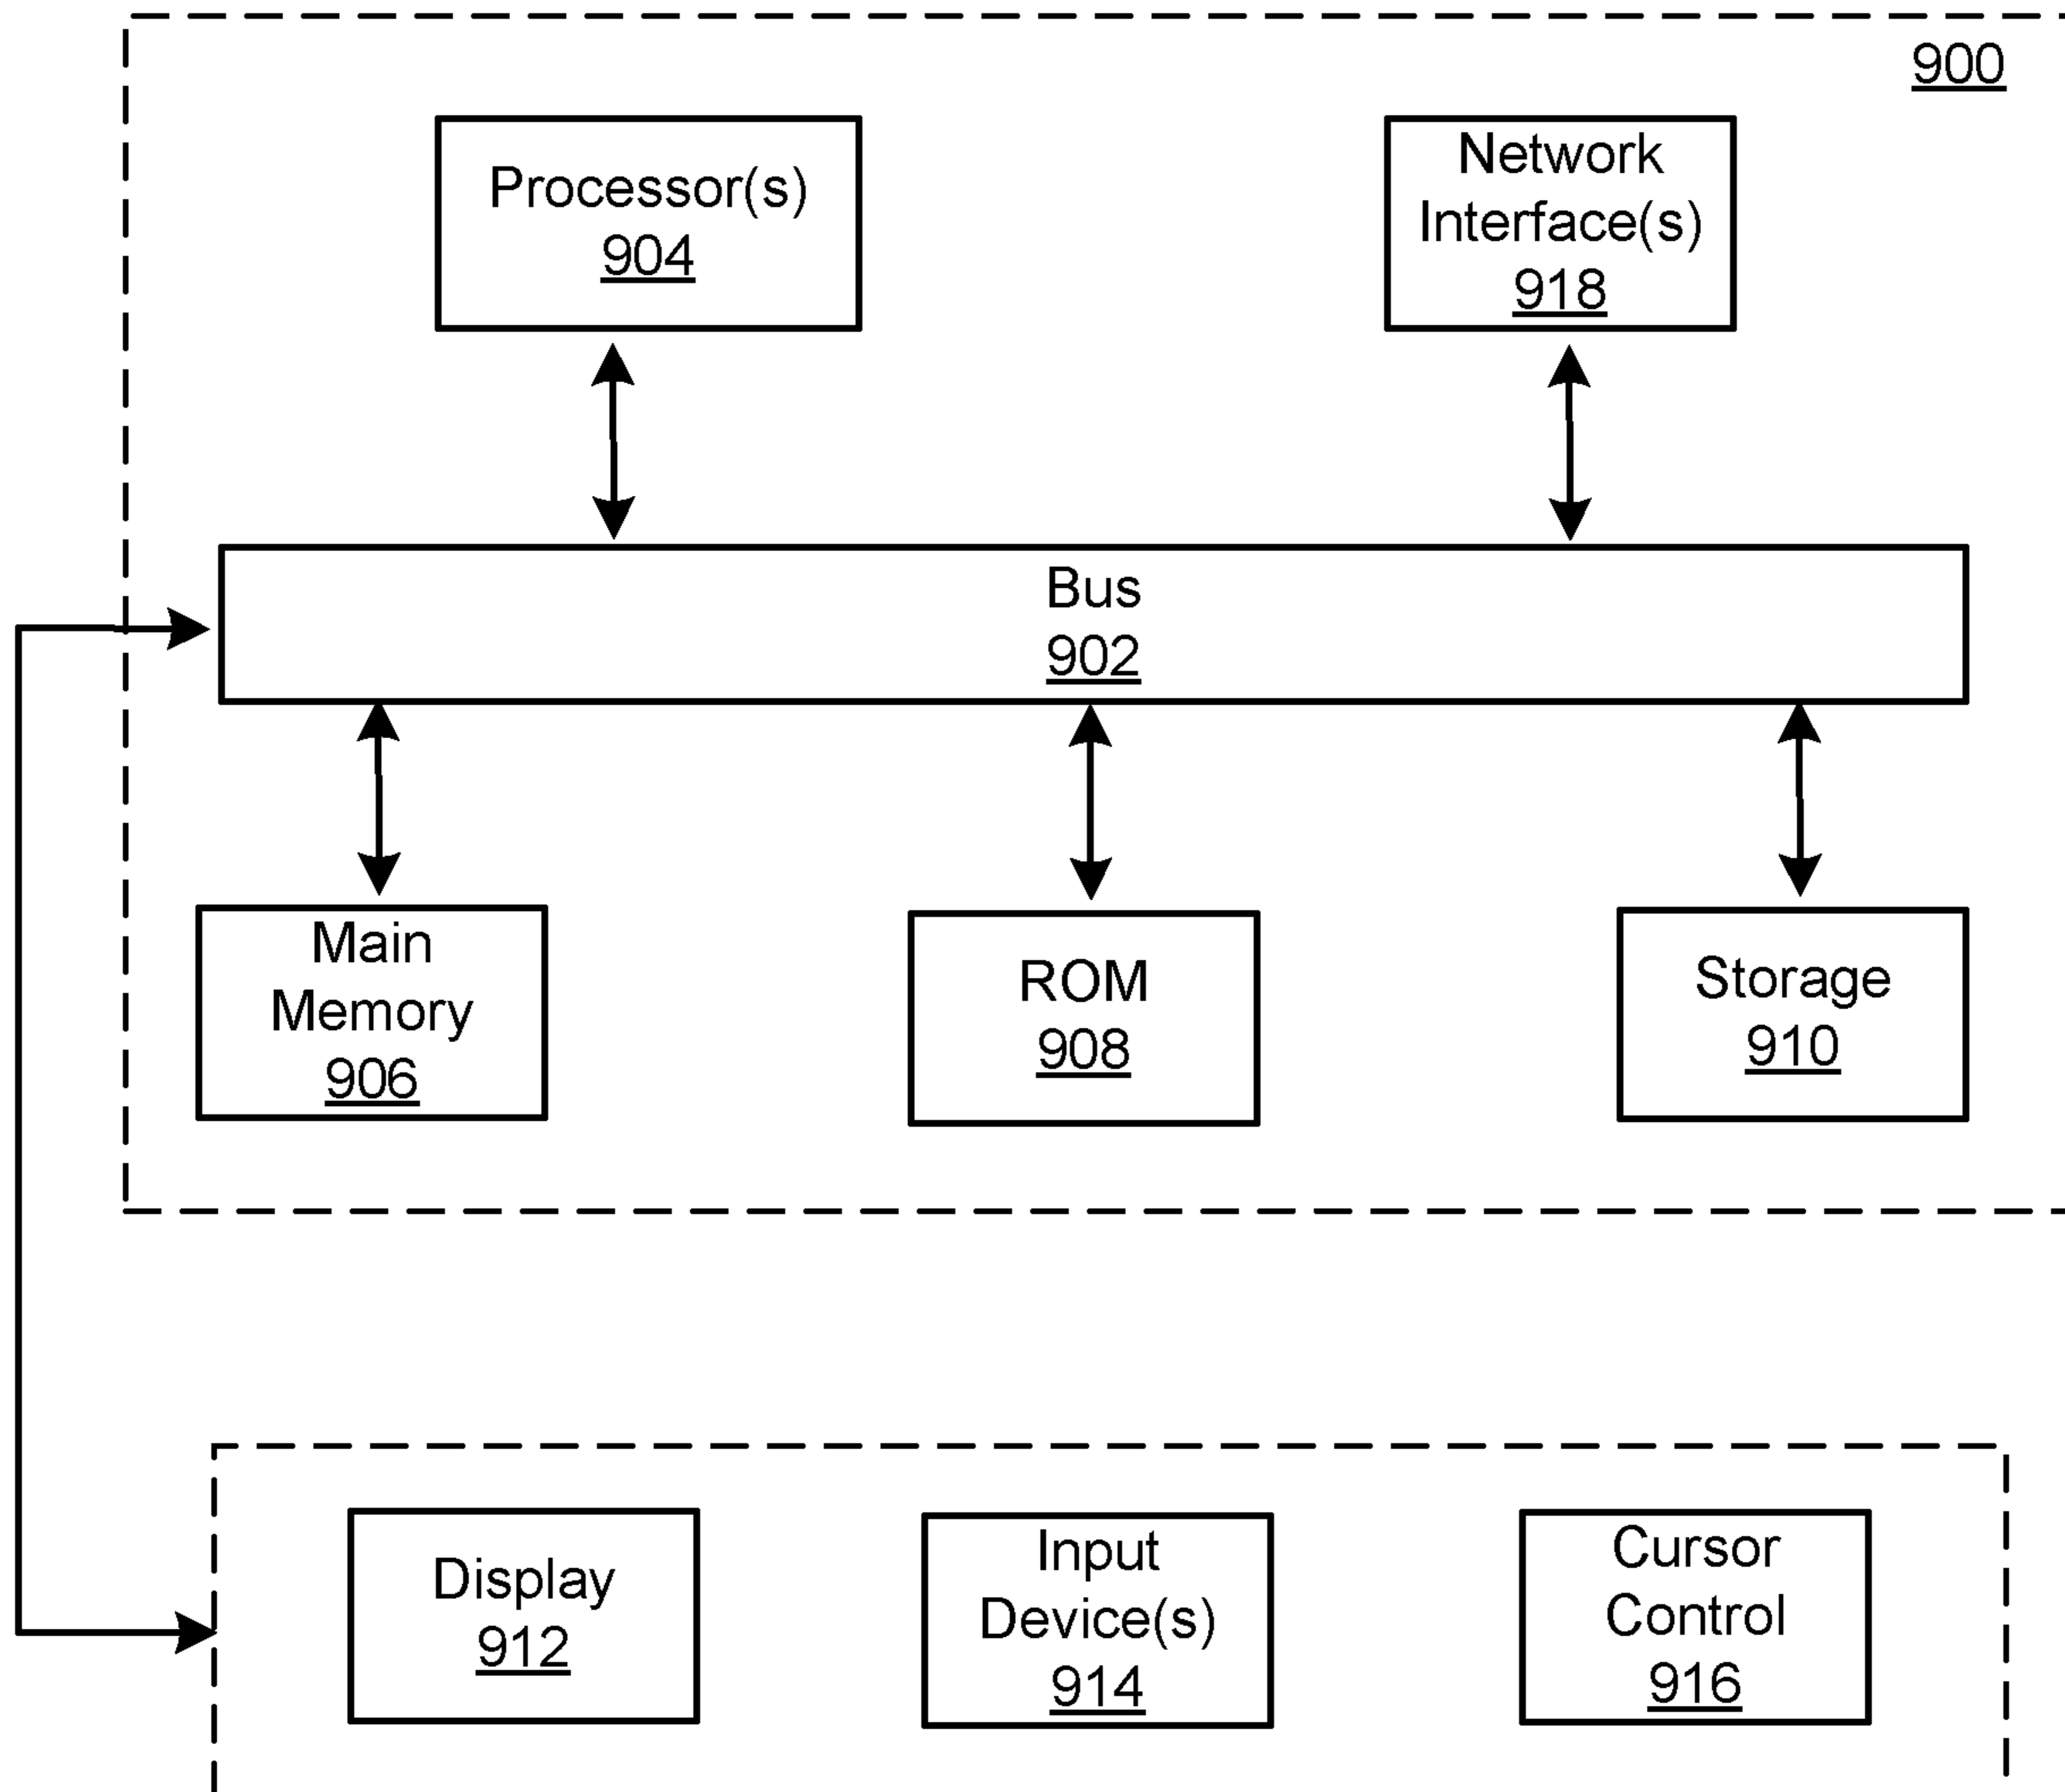 900
Processor(s)
904
Network
Interface(s)
918
Bus
902
Main
Memory
906
ROM
908
Storage
910
Display
912
Input
Device(s)
914
Cursor
Control
916